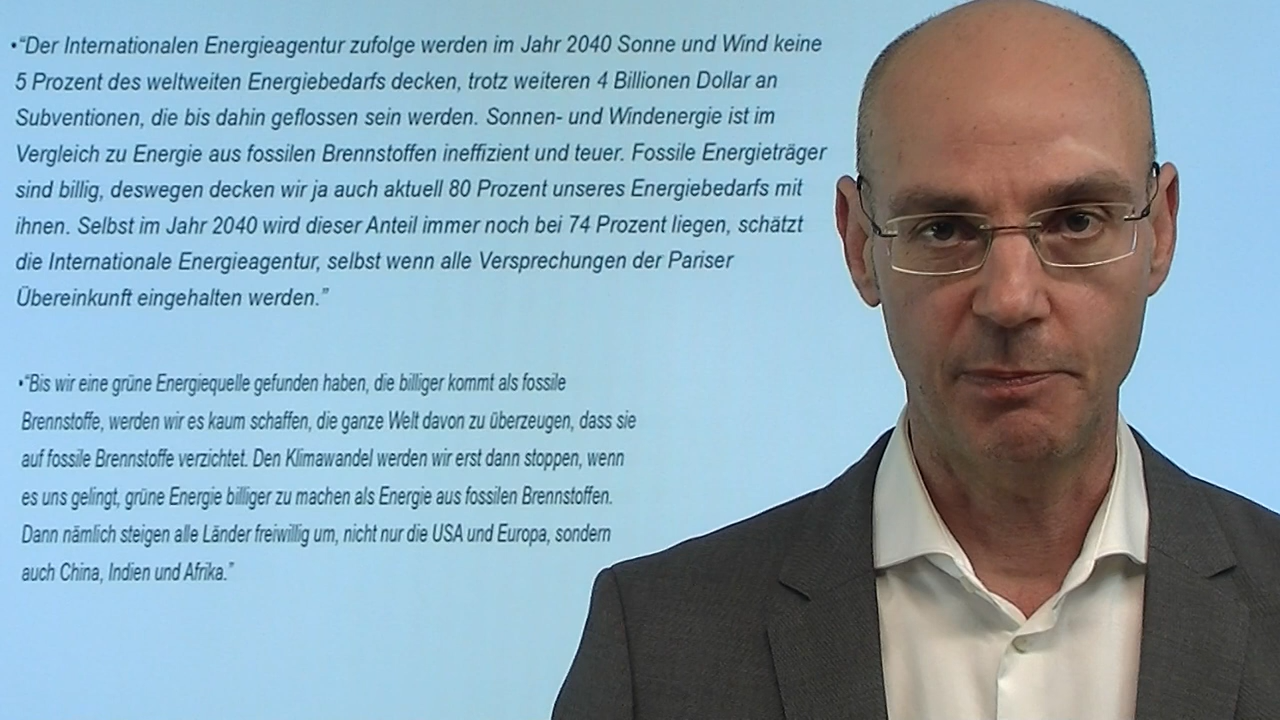 •“Der Internationalen Energieagentur zufolge werden im Jahr 2040 Sonne und Wind keine
5 Prozent des weltweiten Energiebedarfs decken, trotz weiteren 4 Billionen Dollar an
Subventionen, die bis dahin geflossen sein werden. Sonnen- und Windenergie ist im
Vergleich zu Energie aus fossilen Brennstoffen ineffizient und teuer. Fossile Energieträger
sind billig, deswegen decken wir ja auch aktuell 80 Prozent unseres Energiebedarfs mit
ihnen. Selbst im Jahr 2040 wird dieser Anteil immer noch bei 74 Prozent liegen, schätzt
die Internationale Energieagentur, selbst wenn alle Versprechungen der Pariser
Übereinkunft eingehalten werden.”
•“Bis wir eine grüne Energiequelle gefunden haben, die billiger kommt als fossile
Brennstoffe, werden wir es kaum schaffen, die ganze Welt davon zu überzeugen, dass sie
auf fossile Brennstoffe verzichtet. Den Klimawandel werden wir erst dann stoppen, wenn
es uns gelingt, grüne Energie billiger zu machen als Energie aus fossilen Brennstoffen.
Dann nämlich steigen alle Länder freiwillig um, nicht nur die USA und Europa, sondern
auch China, Indien und Afrika.”